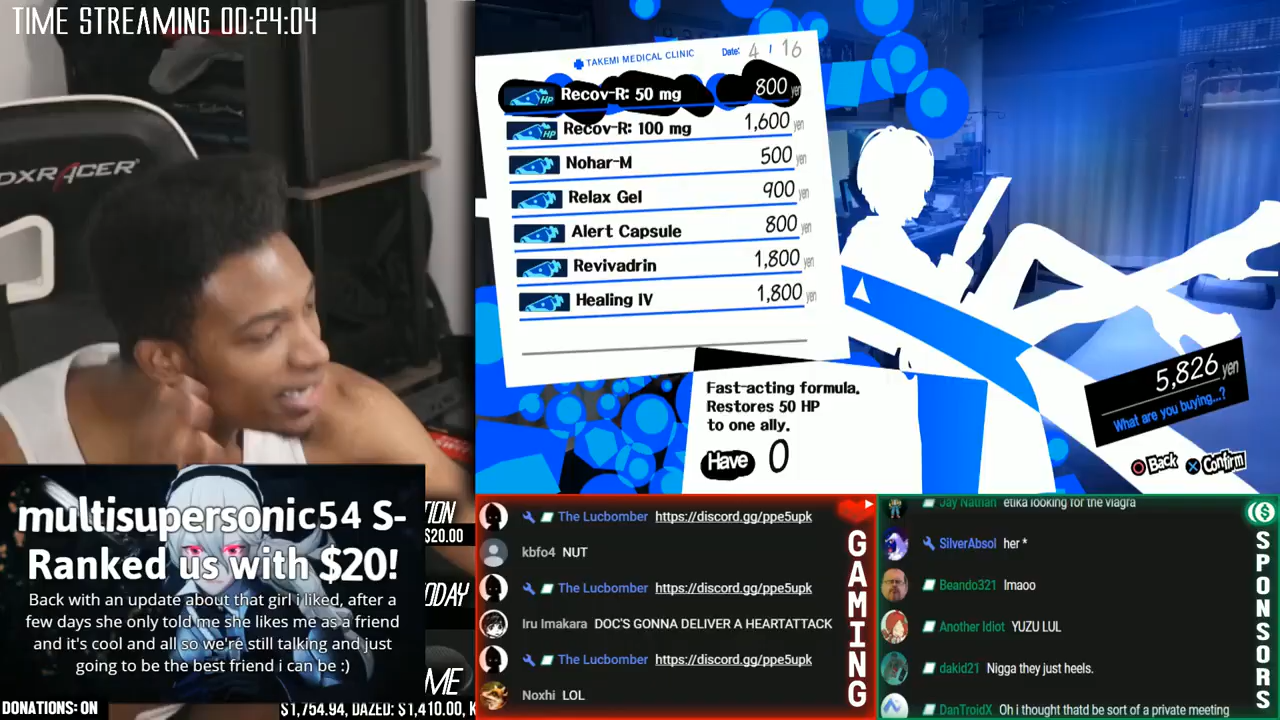 TIME STREAMING 00:24:04
DXRACER
TAKEMI MEDICAL CLINIC Date: 4 / 16
Recov-R: 50 mg 800 yen
Recov-R: 100 mg 1,600 yen
Nohar-M 500 yen
Relax Gel 900 yen
Alert Capsule 800 yen
Revivadrin 1,800 yen
Healing IV 1,800 yen
Fast-acting formula.
Restores 50 HP
to one ally.
Have 0
5,826 yen
What are you buying...?
Back Confirm
multisupersonic54 S-
Ranked us with $20!
Back with an update about that girl i liked, after a
few days she only told me she likes me as a friend
and it's cool and all so we're still talking and just
going to be the best friend i can be :)
$20.00
ODAY
ME
DONATIONS: ON
$1,754.94, DAZED: $1,410.00, K
The Lucbomber https://discord.gg/ppe5upk
kbfo4 NUT
The Lucbomber https://discord.gg/ppe5upk
Iru Imakara DOC'S GONNA DELIVER A HEARTATTACK
The Lucbomber https://discord.gg/ppe5upk
Noxhi LOL
GAMING
Jay Nathan etika looking for the viagra
SilverAbsol her *
Beando321 lmaoo
Another Idiot YUZU LUL
dakid21 Nigga they just heels.
DanTroidX Oh i thought thatd be sort of a private meeting
SPONSORS